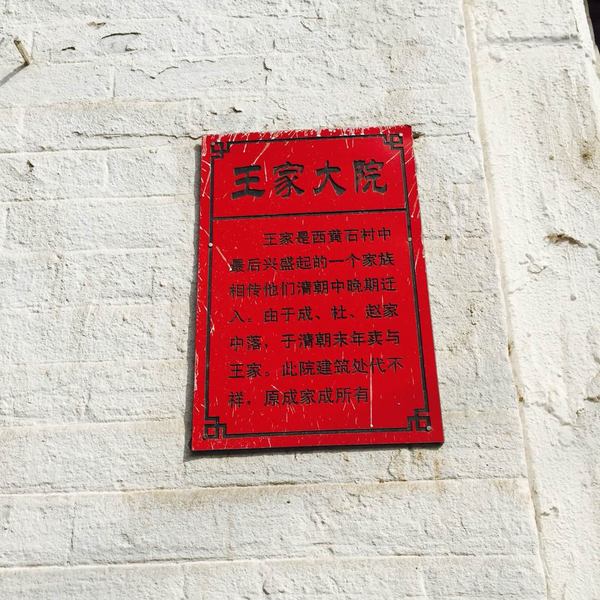 王家大院
王家是西黄石村中
最后兴盛起的一个家族
相传他们清朝中晚期迁
入。由于成、杜、赵家
中落，于清朝末年卖与
王家。此院建筑处代不
祥，原成家成所有